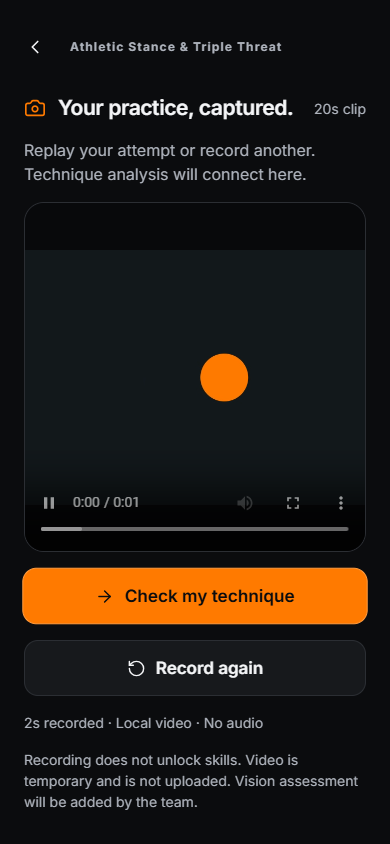 Athletic Stance & Triple Threat
Your practice, captured. 20s clip
Replay your attempt or record another.
Technique analysis will connect here.
0:00 / 0:01
Check my technique
Record again
2s recorded · Local video · No audio
Recording does not unlock skills. Video is
temporary and is not uploaded. Vision assessment
will be added by the team.